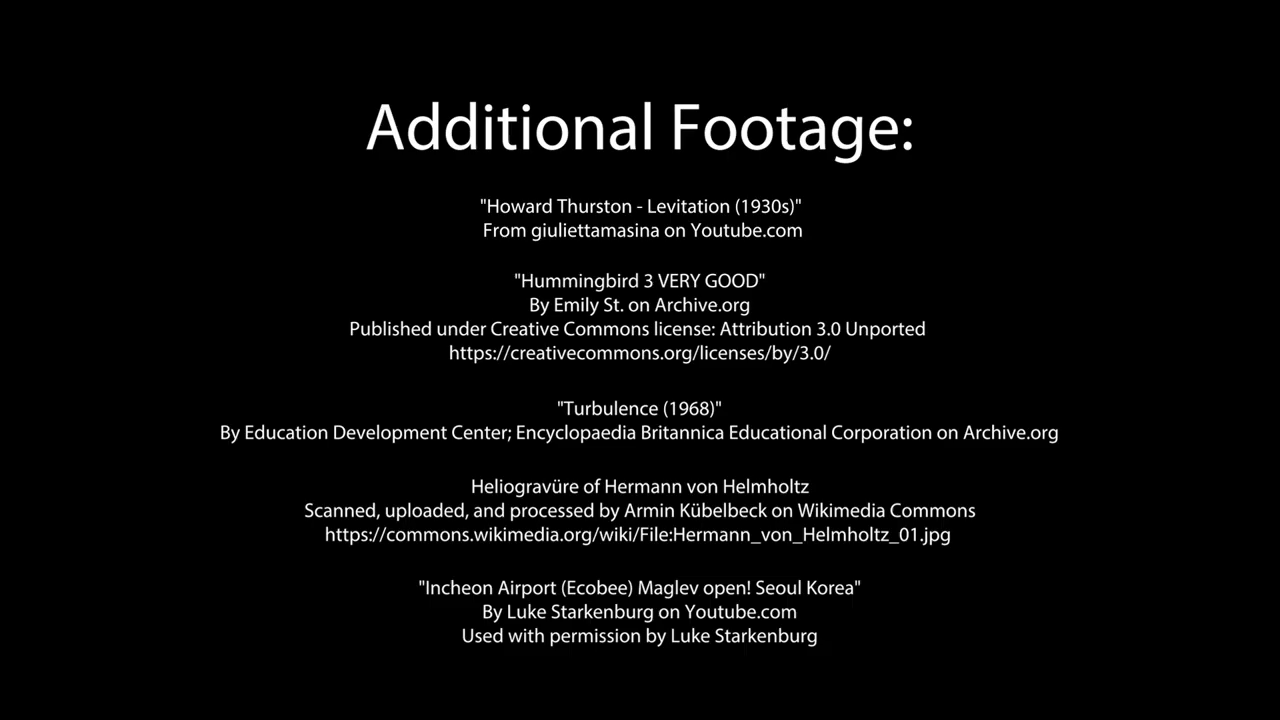 Additional Footage:
"Howard Thurston - Levitation (1930s)"
From giuliettamasina on Youtube.com
"Hummingbird 3 VERY GOOD"
By Emily St. on Archive.org
Published under Creative Commons license: Attribution 3.0 Unported
https://creativecommons.org/licenses/by/3.0/
"Turbulence (1968)"
By Education Development Center; Encyclopaedia Britannica Educational Corporation on Archive.org
Heliogravüre of Hermann von Helmholtz
Scanned, uploaded, and processed by Armin Kübelbeck on Wikimedia Commons
https://commons.wikimedia.org/wiki/File:Hermann_von_Helmholtz_01.jpg
"Incheon Airport (Ecobee) Maglev open! Seoul Korea"
By Luke Starkenburg on Youtube.com
Used with permission by Luke Starkenburg